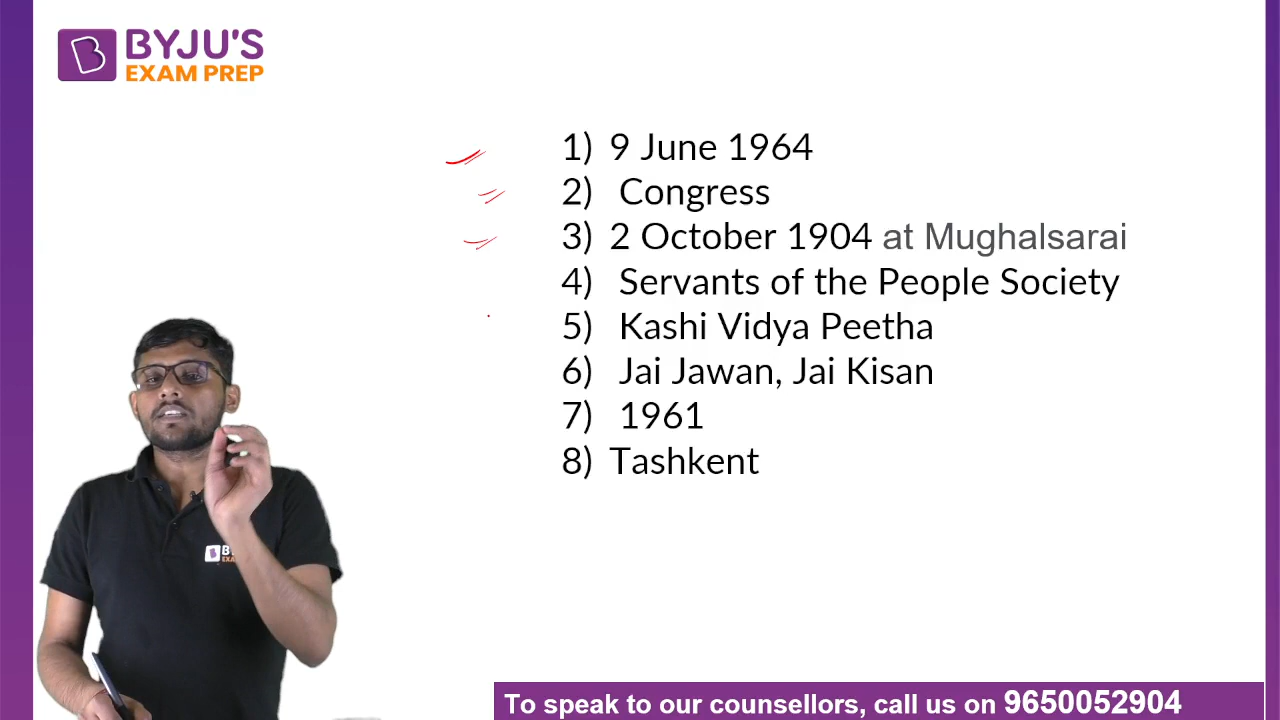 BYJU'S
EXAM PREP
1) 9 June 1964
2) Congress
3) 2 October 1904 at Mughalsarai
4) Servants of the People Society
5) Kashi Vidya Peetha
6) Jai Jawan, Jai Kisan
7) 1961
8) Tashkent
To speak to our counsellors, call us on 9650052904